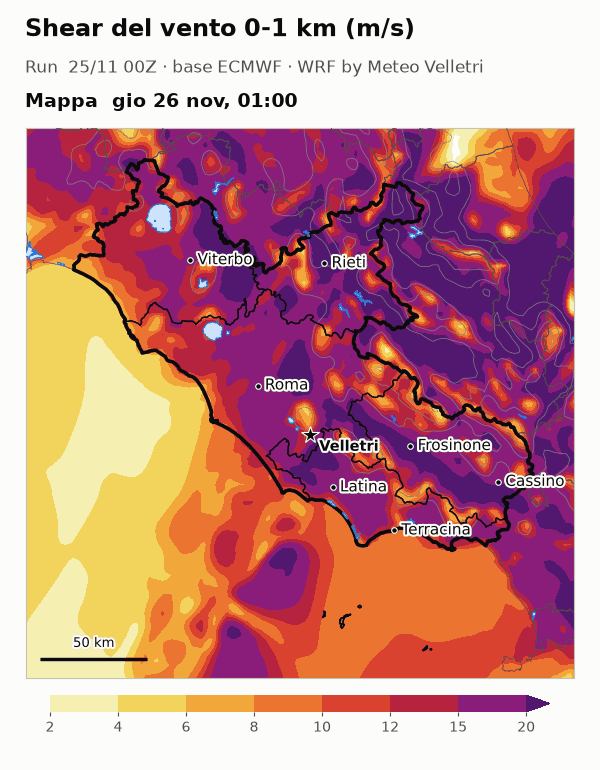 Shear del vento 0-1 km (m/s)
Run 25/11 00Z · base ECMWF · WRF by Meteo Velletri
Mappa gio 26 nov, 01:00
Viterbo
Rieti
Roma
Velletri
Frosinone
Cassino
Latina
Terracina
50 km
2 4 6 8 10 12 15 20